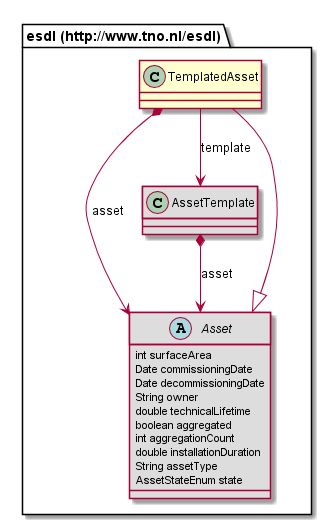 esdl (http://www.tno.nl/esdl)
C TemplatedAsset
template
C AssetTemplate
asset
asset
A Asset
int surfaceArea
Date commissioningDate
Date decommissioningDate
String owner
double technicalLifetime
boolean aggregated
int aggregationCount
double installationDuration
String assetType
AssetStateEnum state